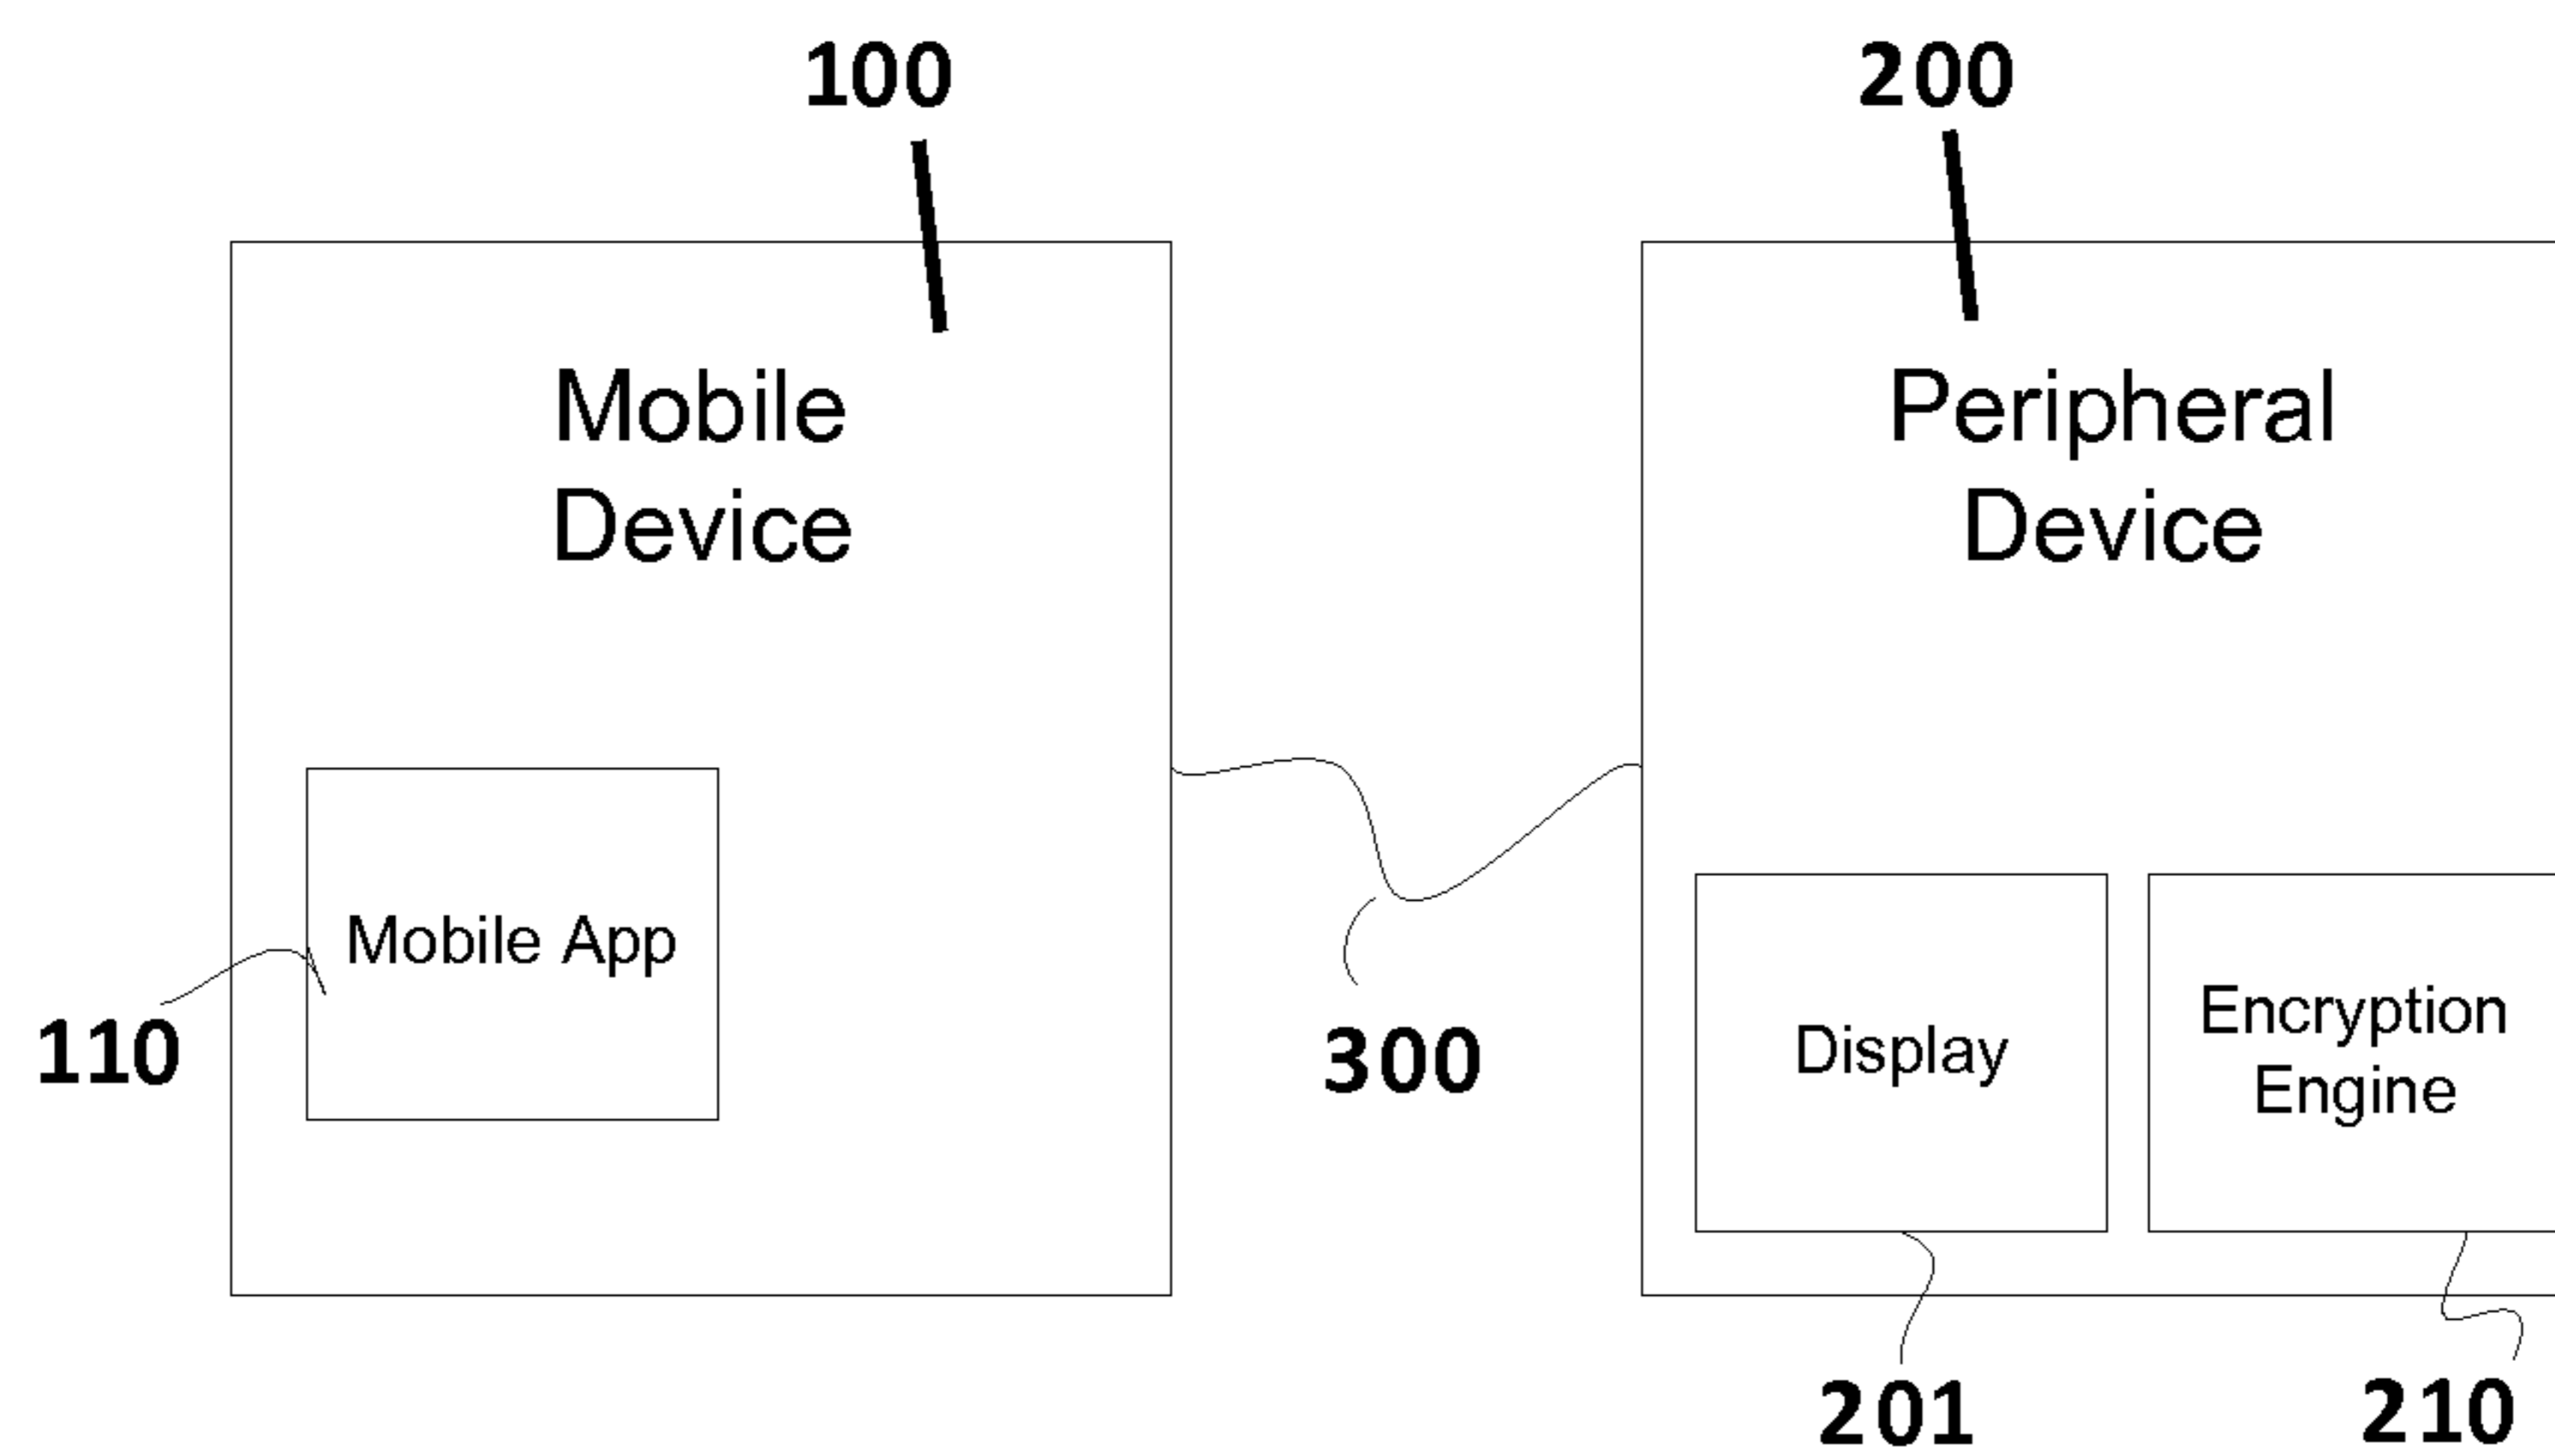 100
200
Mobile
Device
Peripheral
Device
Mobile App
110
300
Display
Encryption
Engine
201
210